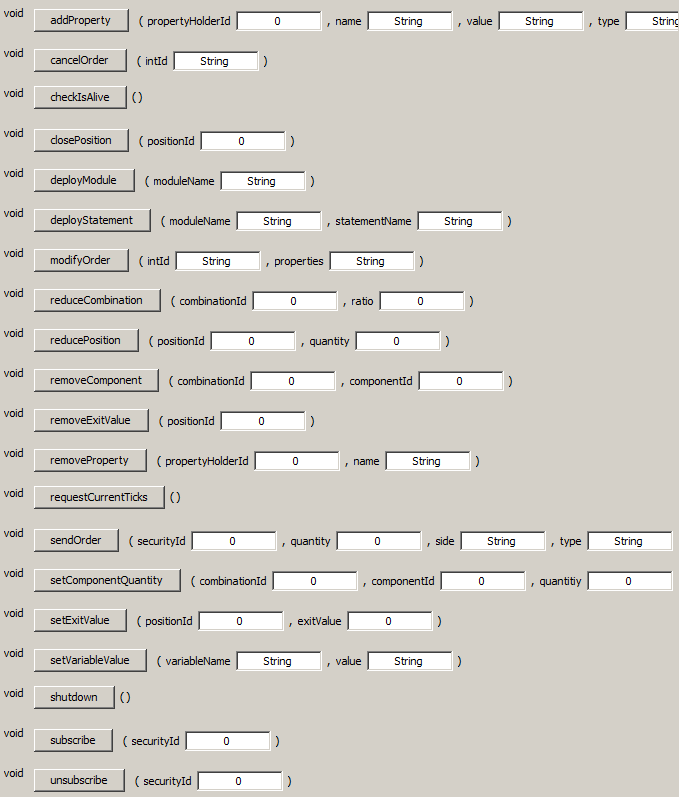 void addProperty ( propertyHolderId 0 , name String , value String , type String
void cancelOrder ( intId String )
void checkIsAlive ()
void closePosition ( positionId 0 )
void deployModule ( moduleName String )
void deployStatement ( moduleName String , statementName String )
void modifyOrder ( intId String , properties String )
void reduceCombination ( combinationId 0 , ratio 0 )
void reducePosition ( positionId 0 , quantity 0 )
void removeComponent ( combinationId 0 , componentId 0 )
void removeExitValue ( positionId 0 )
void removeProperty ( propertyHolderId 0 , name String )
void requestCurrentTicks ()
void sendOrder ( securityId 0 , quantity 0 , side String , type String
void setComponentQuantity ( combinationId 0 , componentId 0 , quantitiy 0
void setExitValue ( positionId 0 , exitValue 0 )
void setVariableValue ( variableName String , value String )
void shutdown ()
void subscribe ( securityId 0 )
void unsubscribe ( securityId 0 )